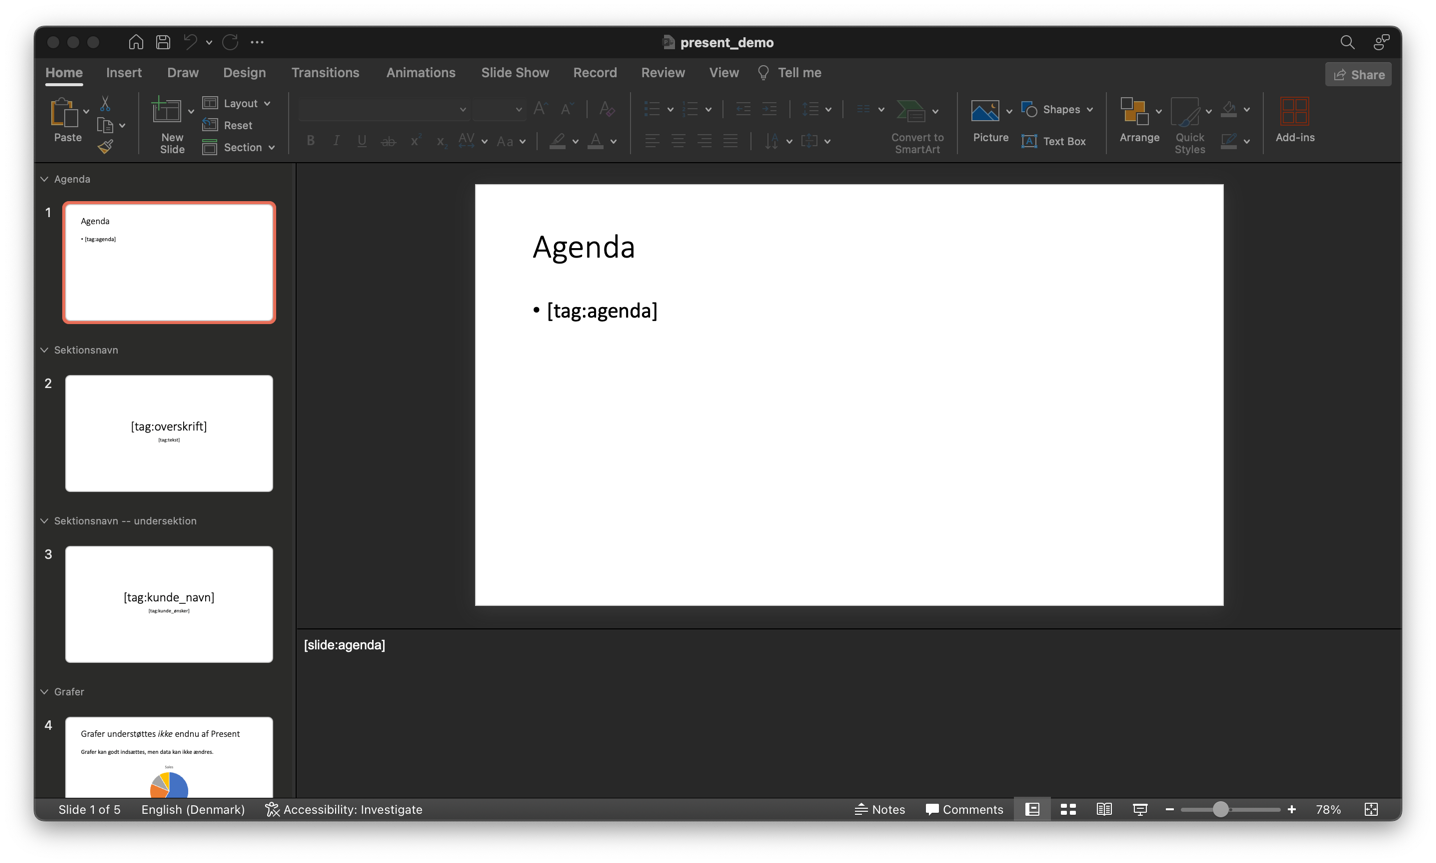 present_demo
Home Insert Draw Design Transitions Animations Slide Show Record Review View Tell me Share
Paste
New
Slide
Layout
Reset
Section
B I U ab x x AV Aa A
A A A
Convert to
SmartArt
Picture
Shapes
Text Box
Arrange
Quick
Styles
Add-ins
Agenda
1
Agenda
• [tag:agenda]
Sektionsnavn
2
[tag:overskrift]
[tag:tekst]
Sektionsnavn -- undersektion
3
[tag:kunde_navn]
[tag:kunde_ønsker]
Grafer
4
Grafer understøttes ikke endnu af Present
Grafer kan godt indsættes, men data kan ikke ændres.
Sales
Agenda
• [tag:agenda]
[slide:agenda]
Slide 1 of 5 English (Denmark) Accessibility: Investigate Notes Comments 78%